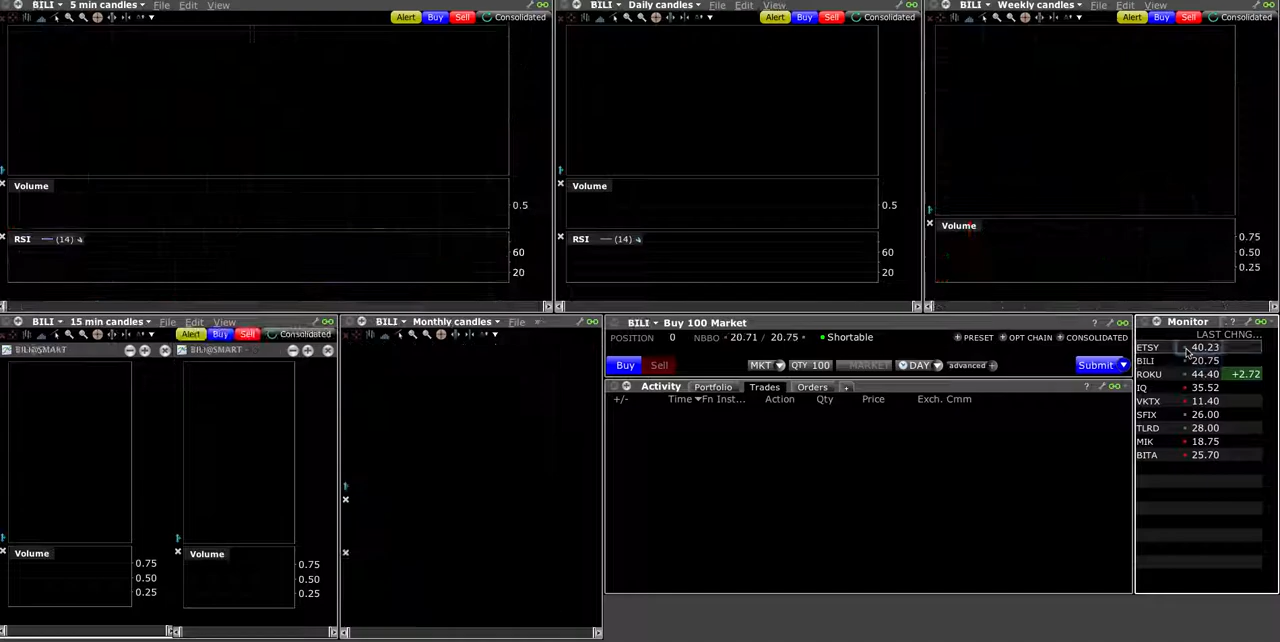 BILI 5 min candles File Edit View
Alert Buy Sell Consolidated
Volume
0.5
RSI (14)
60
20
BILI Daily candles File Edit View
Alert Buy Sell Consolidated
Volume
0.5
RSI (14)
60
20
BILI Weekly candles File Edit View
Alert Buy Sell Consolidated
Volume
0.75
0.50
0.25
BILI 15 min candles File Edit View
Alert Buy Sell Consolidated
BILI@SMART
BILI@SMART
Volume
0.75
0.50
0.25
Volume
0.75
0.50
0.25
BILI Monthly candles File
BILI Buy 100 Market ?
POSITION 0 NBBO 20.71 / 20.75 Shortable PRESET OPT CHAIN CONSOLIDATED
Buy Sell MKT QTY 100 MARKET DAY advanced Submit
Activity Portfolio Trades Orders + ?
+/- Time Fn Inst... Action Qty Price Exch. Cmm
Monitor ?
LAST CHNG...
ETSY 40.23
BILI 20.75
ROKU 44.40 +2.72
IQ 35.52
VKTX 11.40
SFIX 26.00
TLRD 28.00
MIK 18.75
BITA 25.70